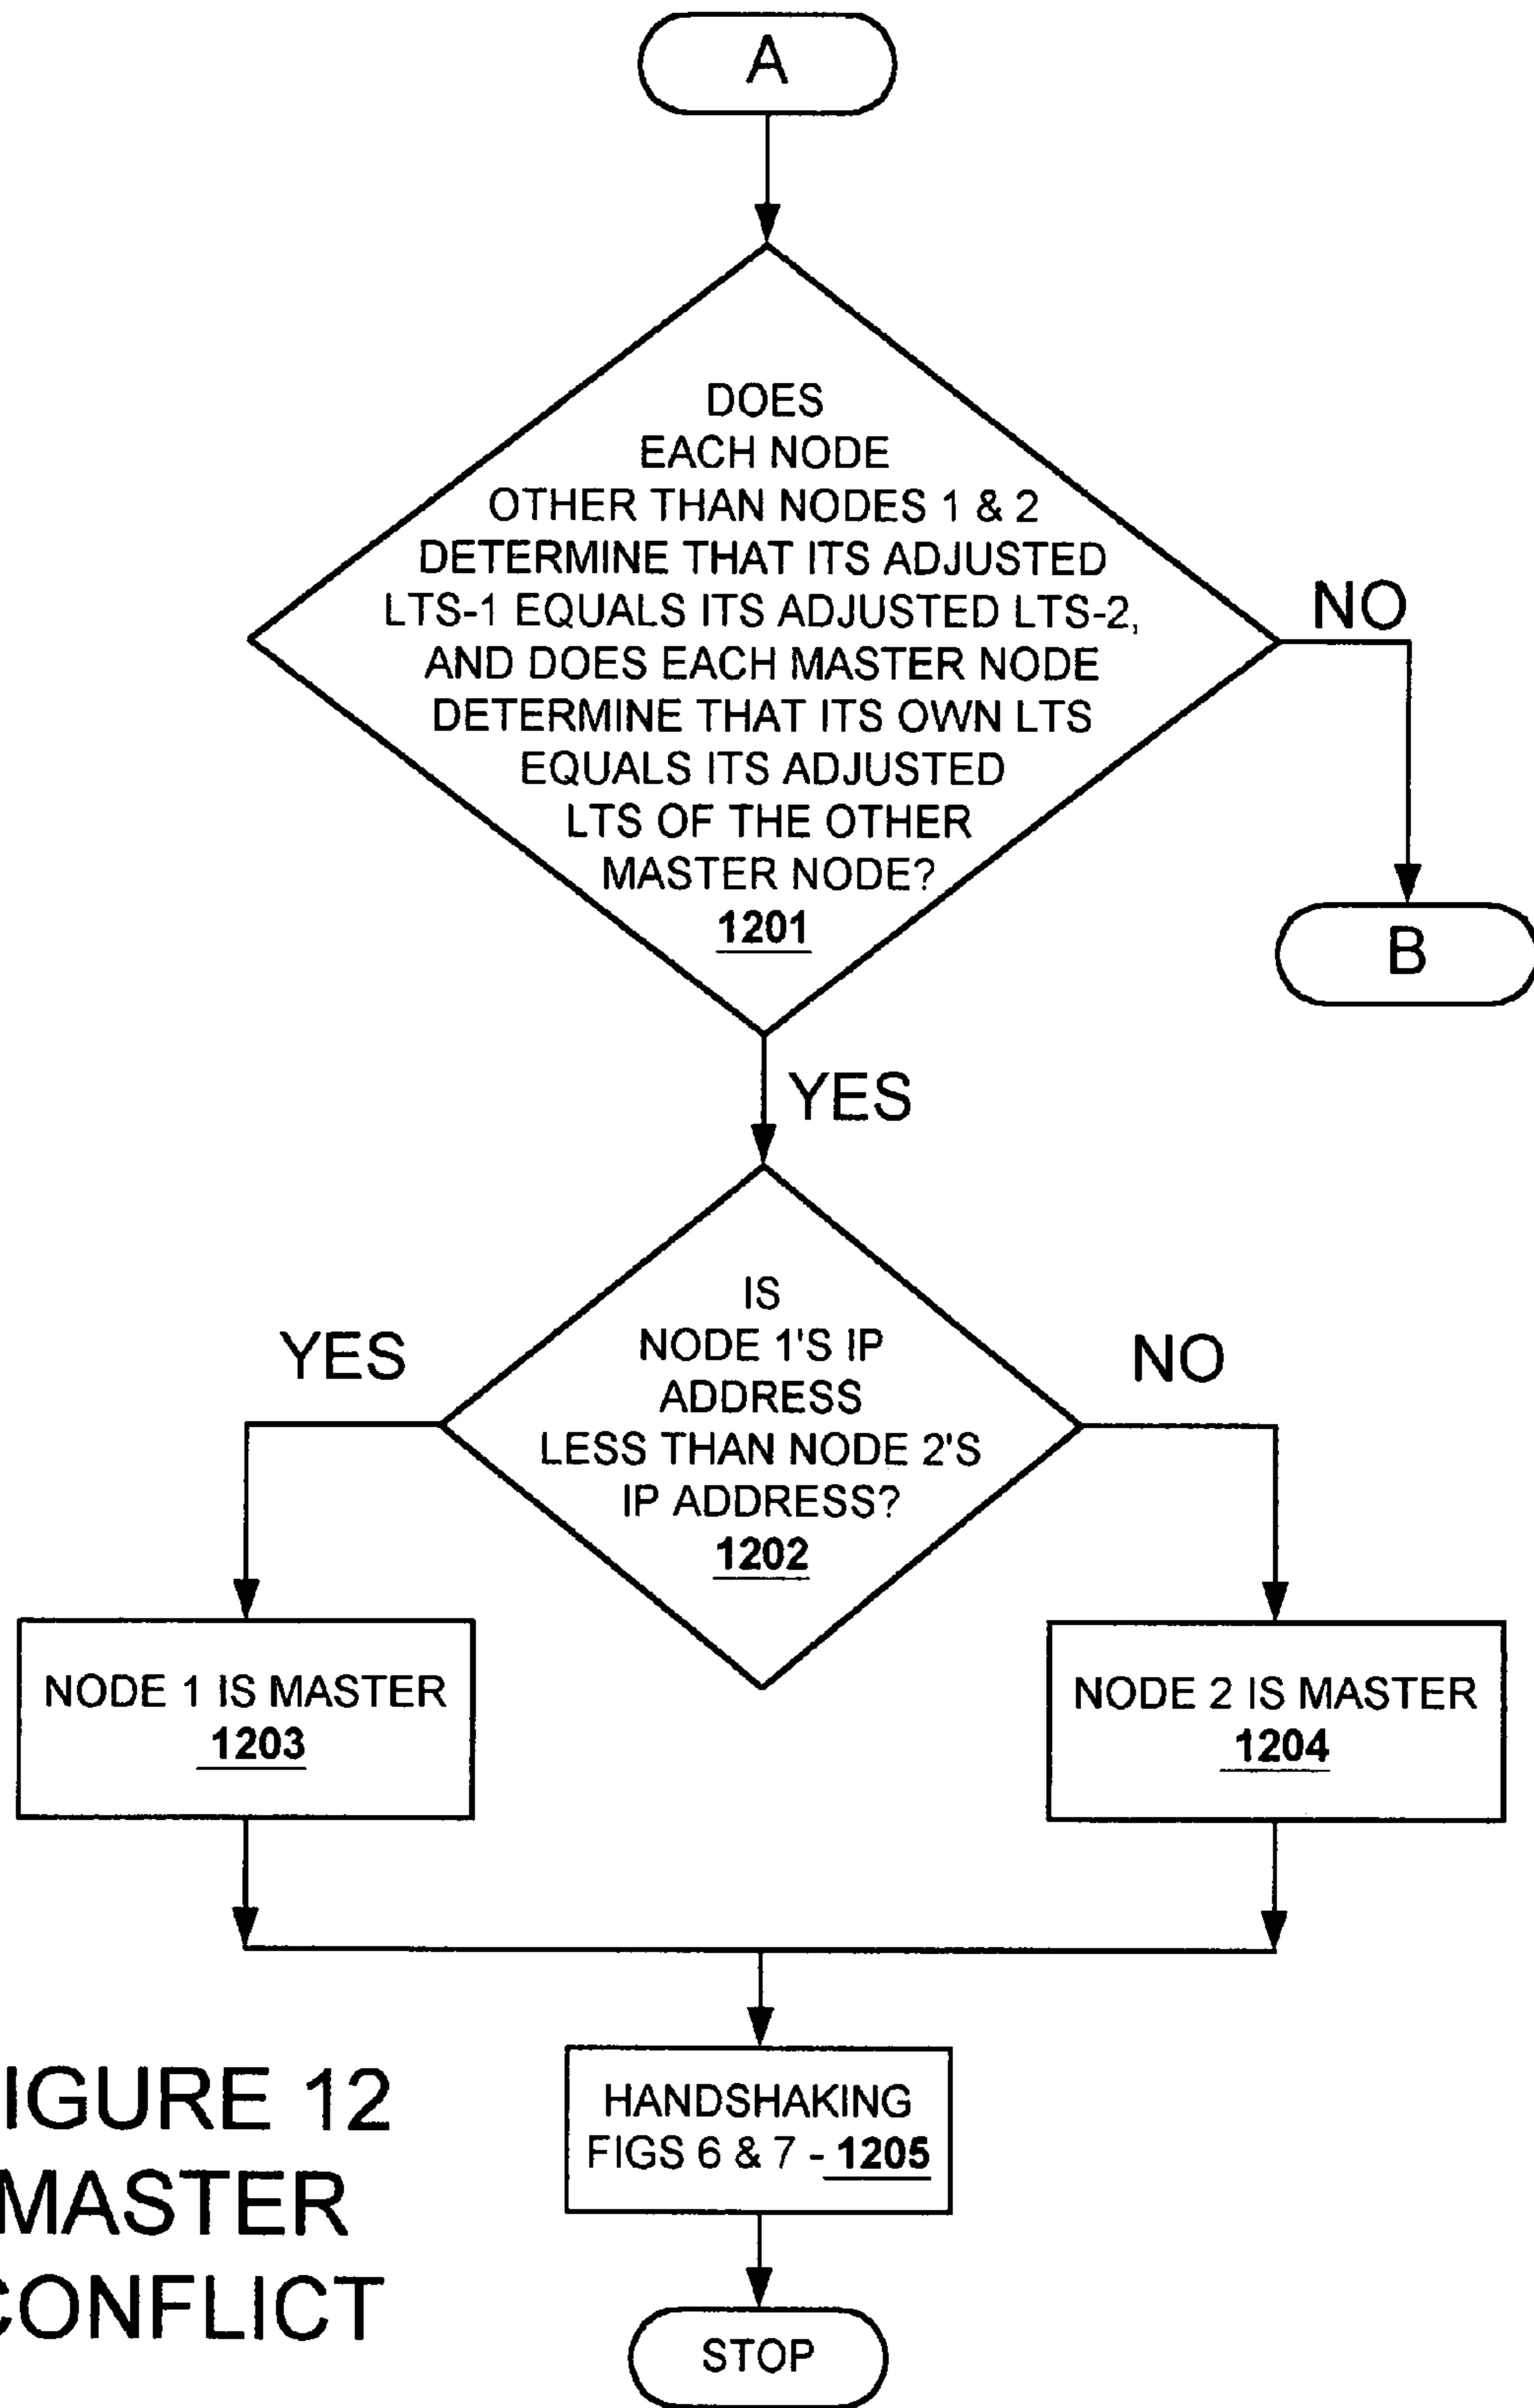 A
DOES
EACH NODE
OTHER THAN NODES 1 & 2
DETERMINE THAT ITS ADJUSTED
LTS-1 EQUALS ITS ADJUSTED LTS-2,
AND DOES EACH MASTER NODE
DETERMINE THAT ITS OWN LTS
EQUALS ITS ADJUSTED
LTS OF THE OTHER
MASTER NODE?
1201
NO
B
YES
IS
NODE 1'S IP
ADDRESS
LESS THAN NODE 2'S
IP ADDRESS?
1202
YES
NO
NODE 1 IS MASTER
1203
NODE 2 IS MASTER
1204
HANDSHAKING
FIGS 6 & 7 - 1205
STOP
IGURE 12
MASTER
CONFLICT